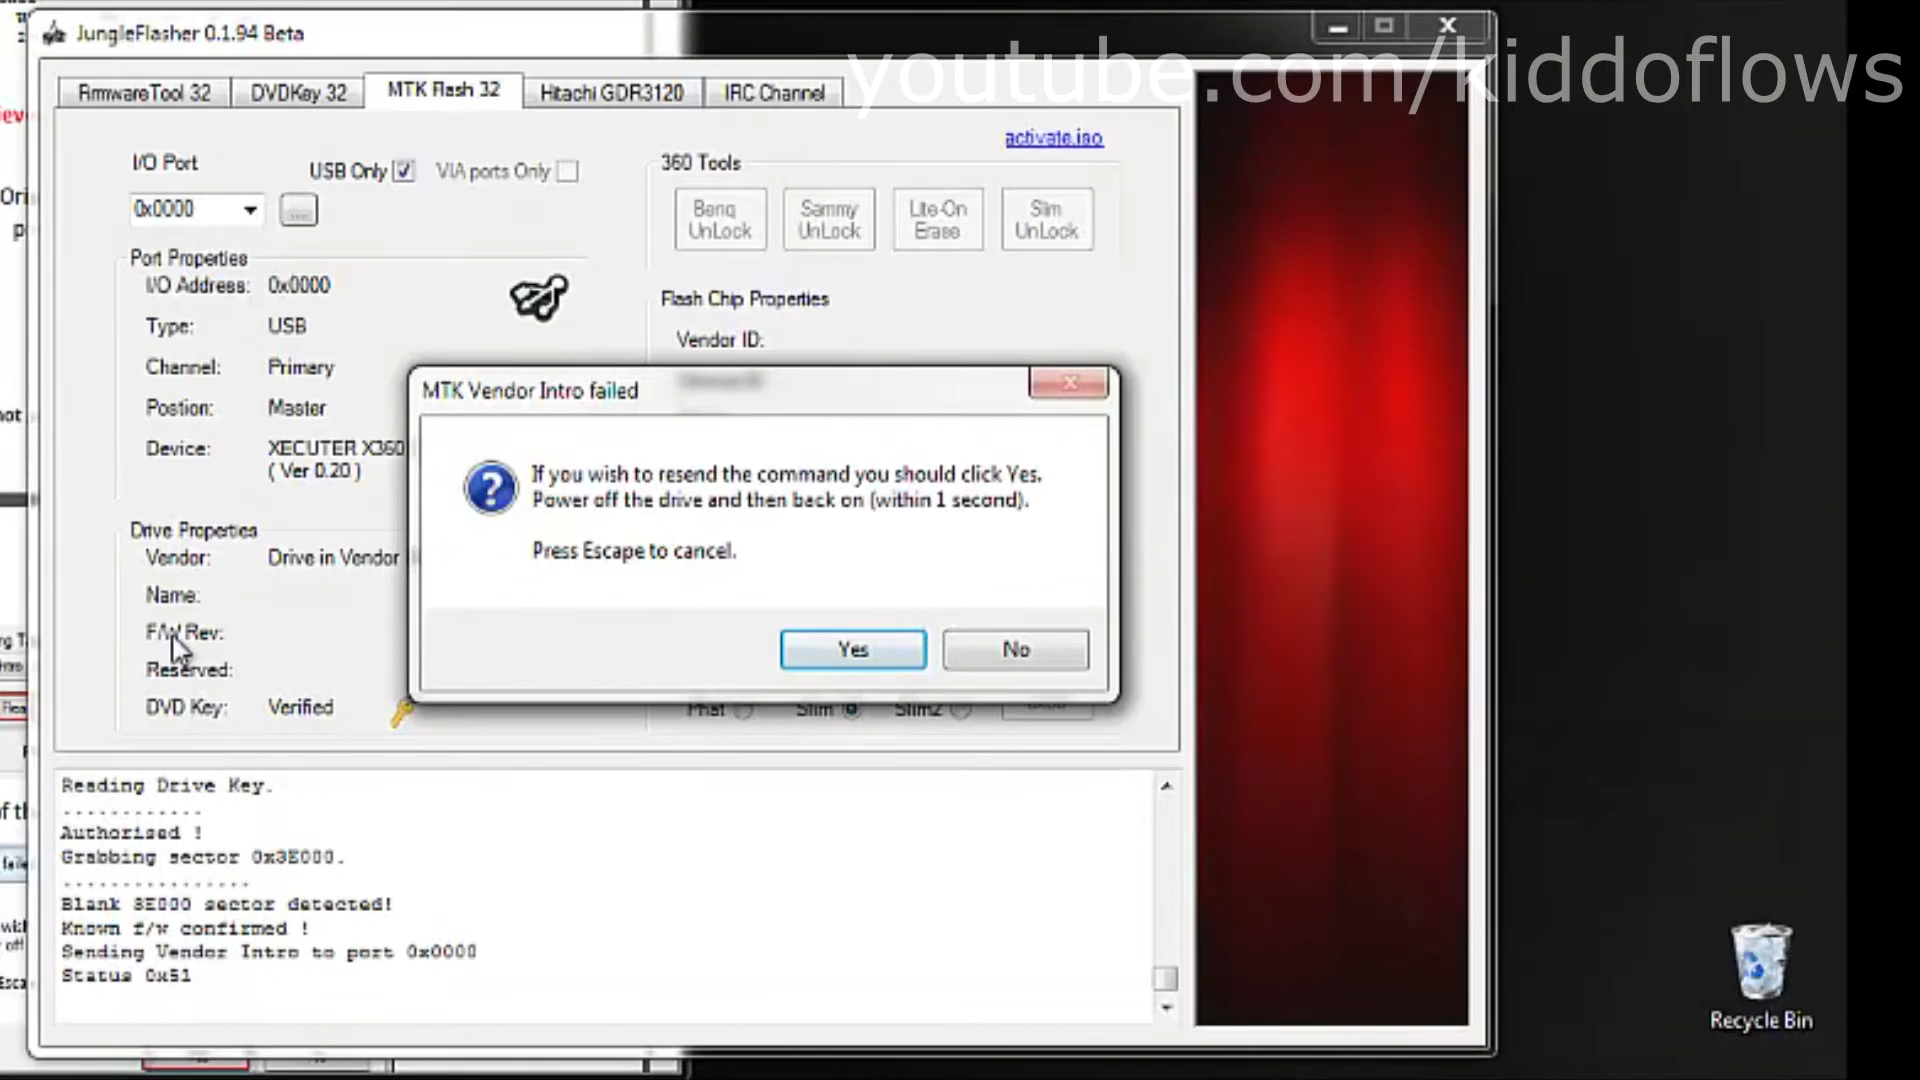 JungleFlasher 0.1.94 Beta
youtube.com/kiddoflows
FirmwareTool 32
DVDKey 32
MTK Flash 32
Hitachi GDR3120
IRC Channel
activate.iso
I/O Port
USB Only
VIA ports Only
0x0000
...
360 Tools
Benq
UnLock
Sammy
UnLock
Lite-On
Erase
Slim
UnLock
Port Properties
I/O Address: 0x0000
Type: USB
Channel: Primary
Postion: Master
Device: XECUTER X360
( Ver 0.20 )
Flash Chip Properties
Vendor ID:
MTK Vendor Intro failed
If you wish to resend the command you should click Yes.
Power off the drive and then back on (within 1 second).
Press Escape to cancel.
Yes
No
Drive Properties
Vendor: Drive in Vendor
Name:
F/W Rev:
Reserved:
DVD Key: Verified
Phat
Slim
Slim2
Reading Drive Key.
............
Authorised !
Grabbing sector 0x3E000.
................
Blank 3E000 sector detected!
Known f/w confirmed !
Sending Vendor Intro to port 0x0000
Status 0x51
Recycle Bin